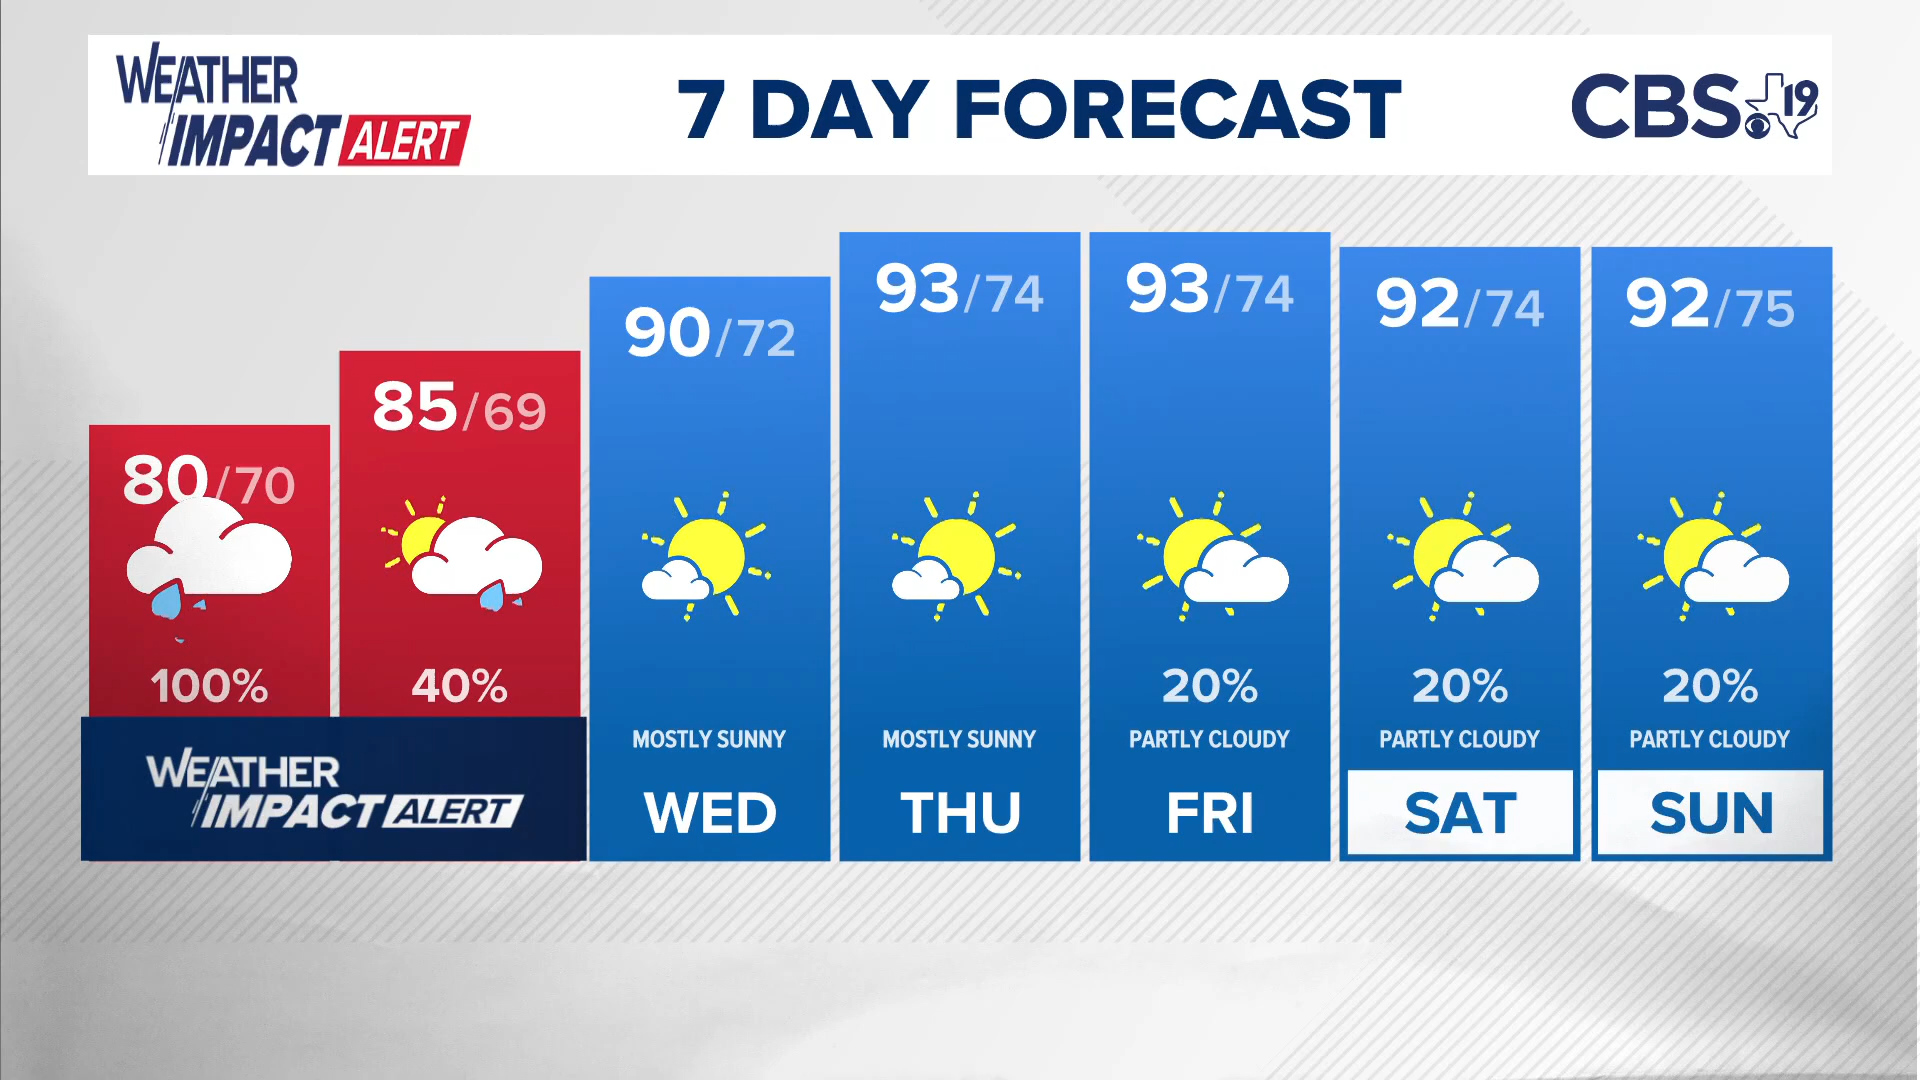 WEATHER
IMPACT ALERT
7 DAY FORECAST
CBS 19
80/70
100%
85/69
40%
WEATHER
IMPACT ALERT
90/72
MOSTLY SUNNY
WED
93/74
MOSTLY SUNNY
THU
93/74
20%
PARTLY CLOUDY
FRI
92/74
20%
PARTLY CLOUDY
SAT
92/75
20%
PARTLY CLOUDY
SUN